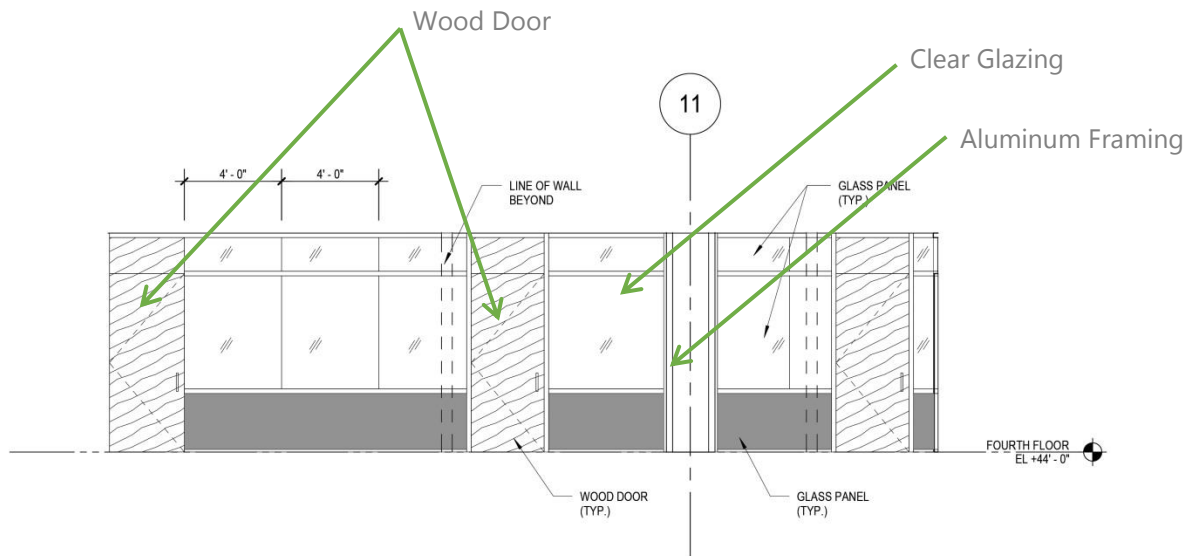 Wood Door
Clear Glazing
11
Aluminum Framing
4' - 0"
4' - 0"
LINE OF WALL
BEYOND
GLASS PANEL
(TYP.)
FOURTH FLOOR
EL +44' - 0"
WOOD DOOR
(TYP.)
GLASS PANEL
(TYP.)